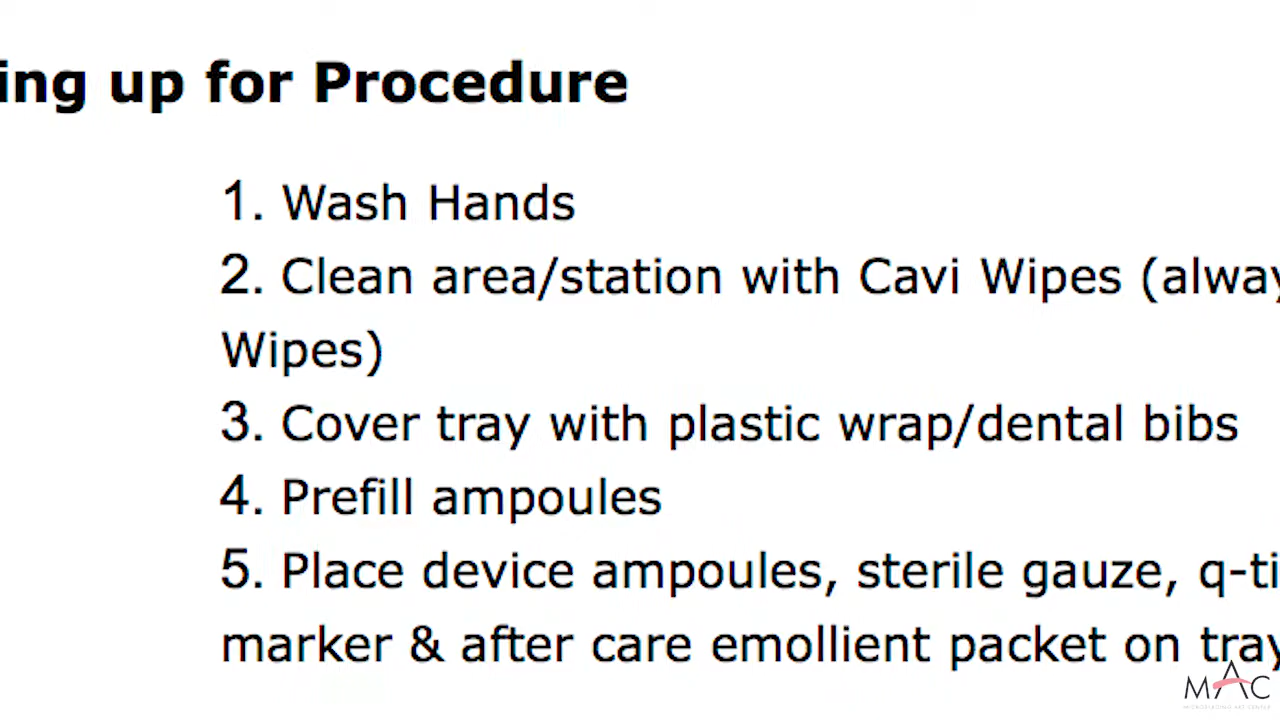 ing up for Procedure
1. Wash Hands
2. Clean area/station with Cavi Wipes (alway
Wipes)
3. Cover tray with plastic wrap/dental bibs
4. Prefill ampoules
5. Place device ampoules, sterile gauze, q-ti
marker & after care emollient packet on tray
MAC